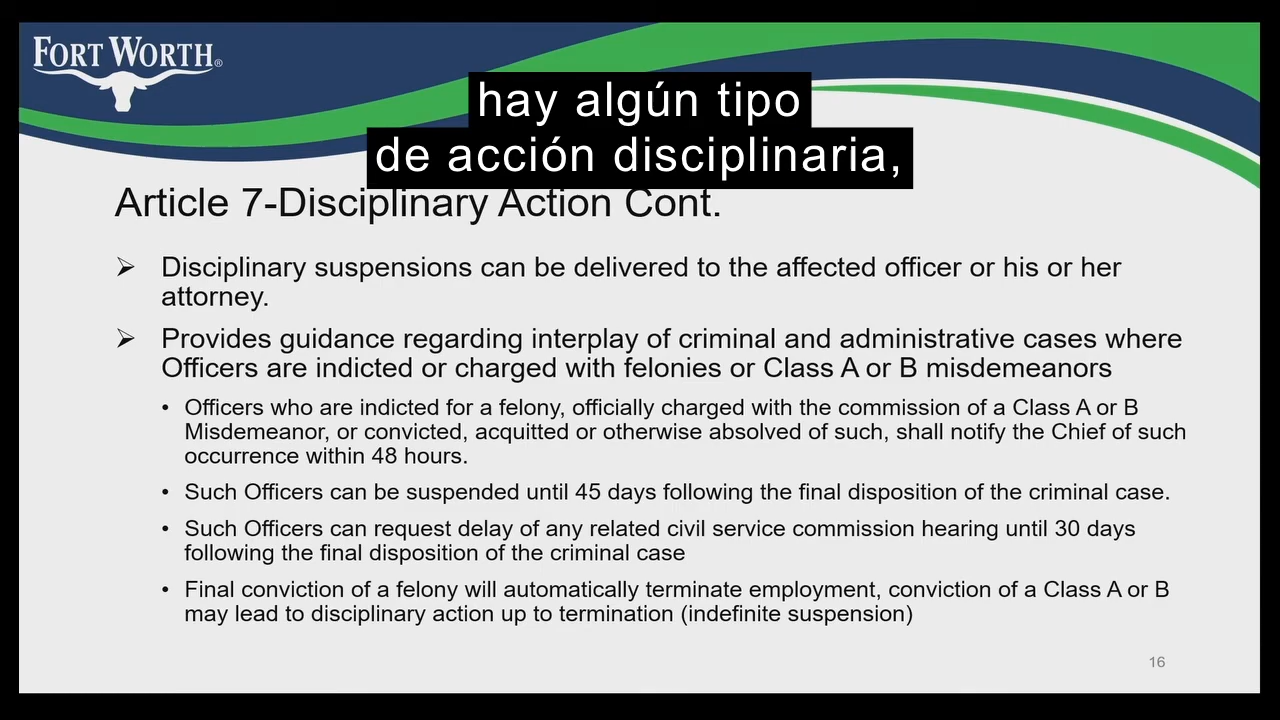 FORT WORTH®
hay algún tipo
de acción disciplinaria,
Article 7-Disciplinary Action Cont.
➢ Disciplinary suspensions can be delivered to the affected officer or his or her
attorney.
➢ Provides guidance regarding interplay of criminal and administrative cases where
Officers are indicted or charged with felonies or Class A or B misdemeanors
• Officers who are indicted for a felony, officially charged with the commission of a Class A or B
Misdemeanor, or convicted, acquitted or otherwise absolved of such, shall notify the Chief of such
occurrence within 48 hours.
• Such Officers can be suspended until 45 days following the final disposition of the criminal case.
• Such Officers can request delay of any related civil service commission hearing until 30 days
following the final disposition of the criminal case
• Final conviction of a felony will automatically terminate employment, conviction of a Class A or B
may lead to disciplinary action up to termination (indefinite suspension)
16